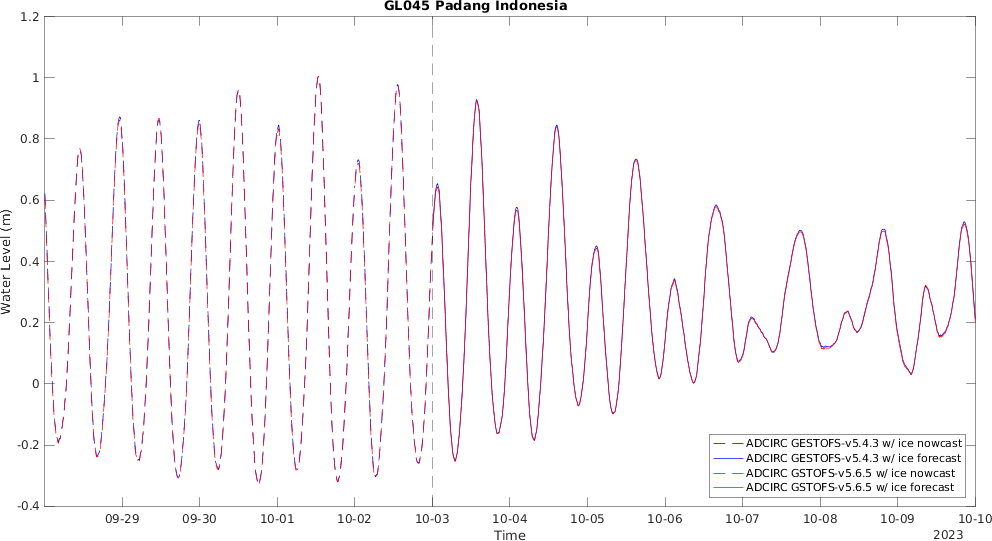 GL045 Padang Indonesia
1.2
1
0.8
0.6
0.4
0.2
0
-0.2
-0.4
Water Level (m)
ADCIRC GESTOFS-v5.4.3 w/ ice nowcast
ADCIRC GESTOFS-v5.4.3 w/ ice forecast
ADCIRC GSTOFS-v5.6.5 w/ ice nowcast
ADCIRC GSTOFS-v5.6.5 w/ ice forecast
09-29 09-30 10-01 10-02 10-03 10-04 10-05 10-06 10-07 10-08 10-09 10-10
Time
2023